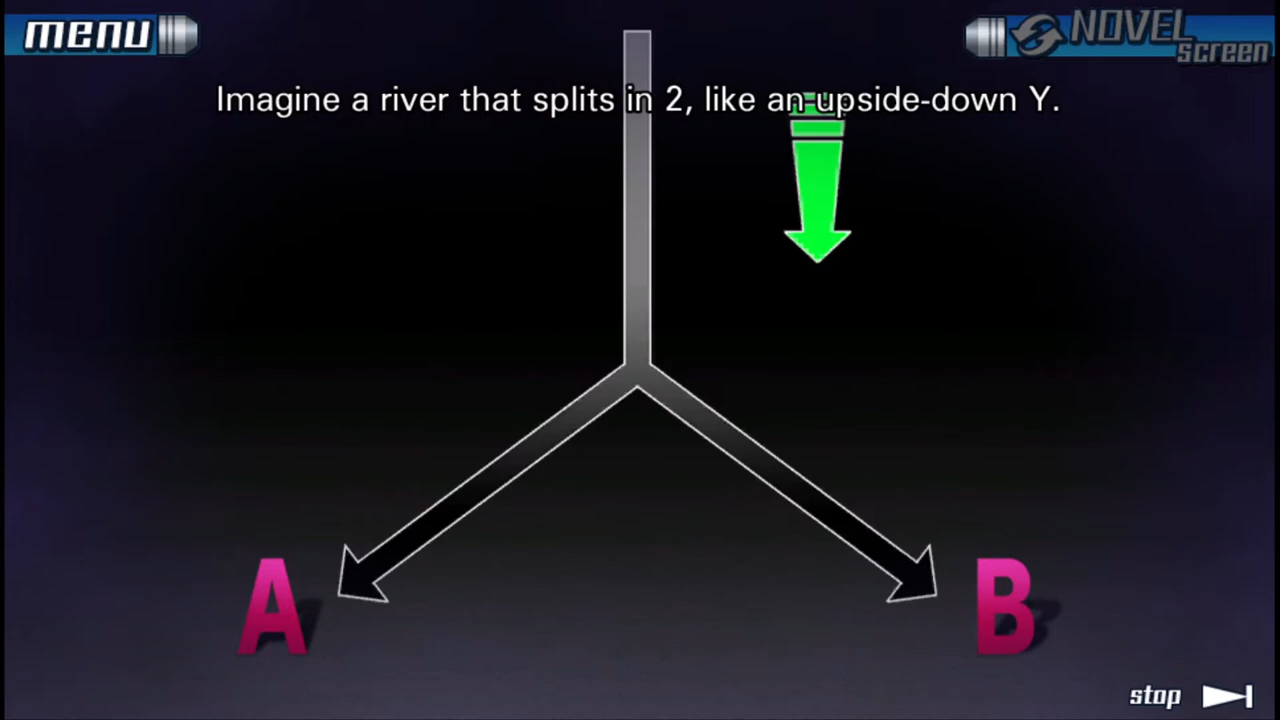 menu
NOVEL
screen
Imagine a river that splits in 2, like an upside-down Y.
A
B
stop